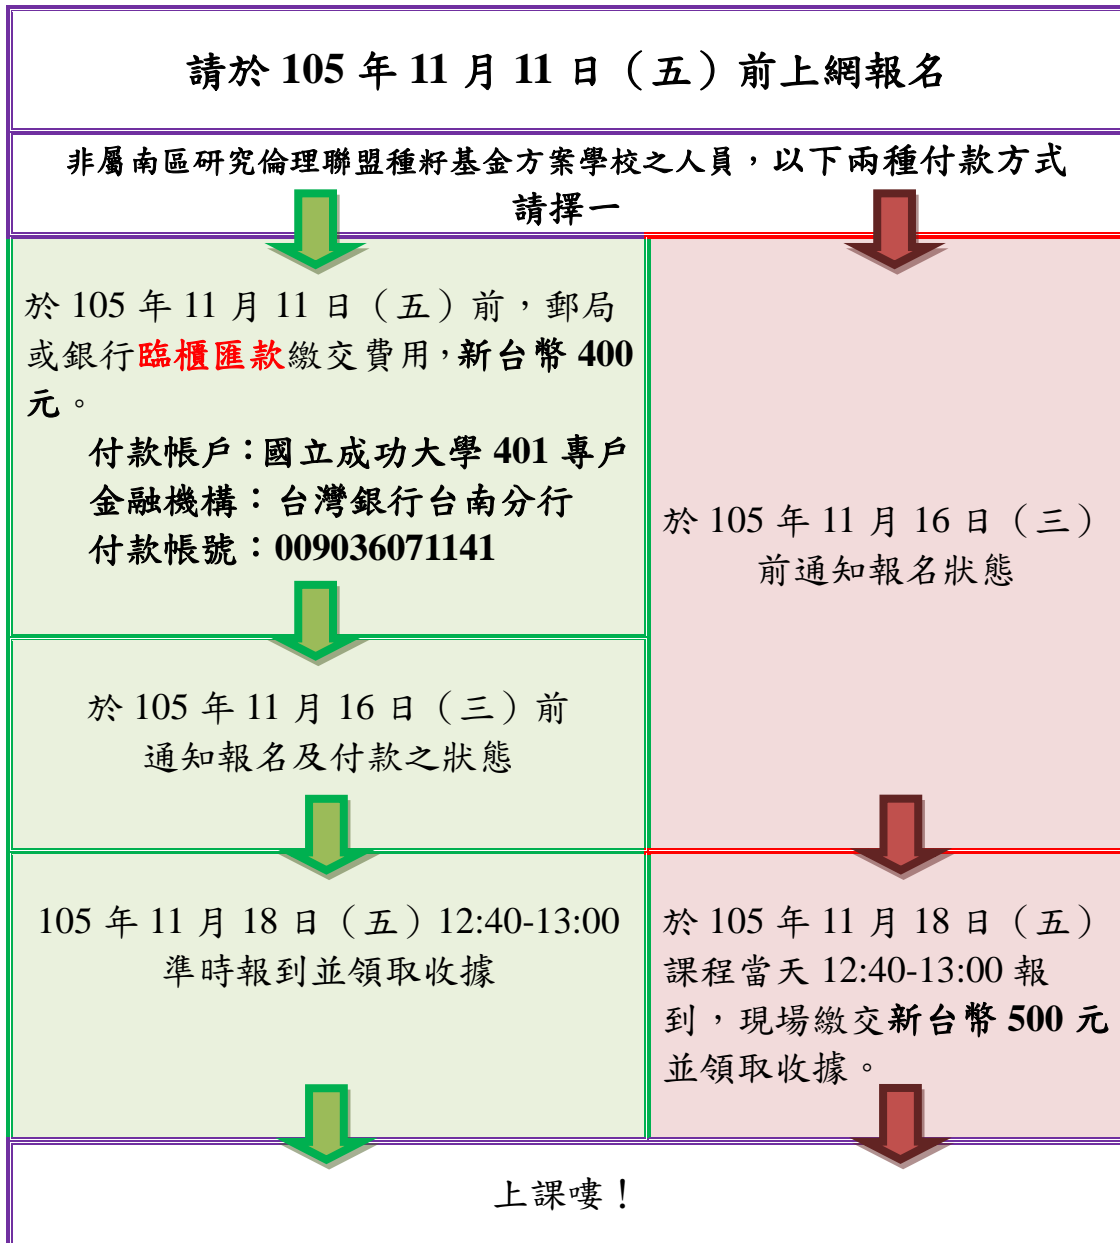 請於 105 年 11 月 11 日（五）前上網報名
非屬南區研究倫理聯盟種籽基金方案學校之人員，以下兩種付款方式
請擇一
於 105 年 11 月 11 日（五）前，郵局
或銀行臨櫃匯款繳交費用，新台幣 400
元。
付款帳戶：國立成功大學 401 專戶
金融機構：台灣銀行台南分行
付款帳號：009036071141
於 105 年 11 月 16 日（三）前
通知報名及付款之狀態
105 年 11 月 18 日（五）12:40-13:00
準時報到並領取收據
於 105 年 11 月 16 日（三）
前通知報名狀態
於 105 年 11 月 18 日（五）
課程當天 12:40-13:00 報
到，現場繳交新台幣 500 元
並領取收據。
上課嘍！